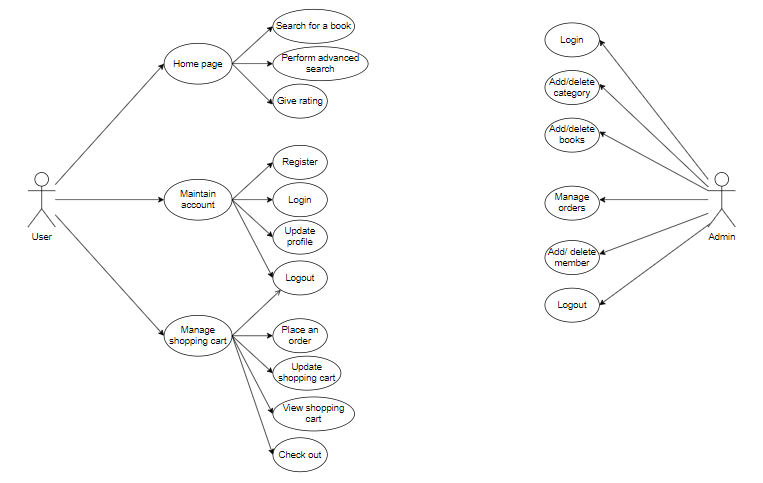 Search for a book
Home page
Perform advanced
search
Give rating
Register
Maintain
account
Login
Update
profile
User
Logout
Manage
shopping cart
Place an
order
Update
shopping cart
View shopping
cart
Check out
Login
Add/delete
category
Add/delete
books
Manage
orders
Admin
Add/ delete
member
Logout